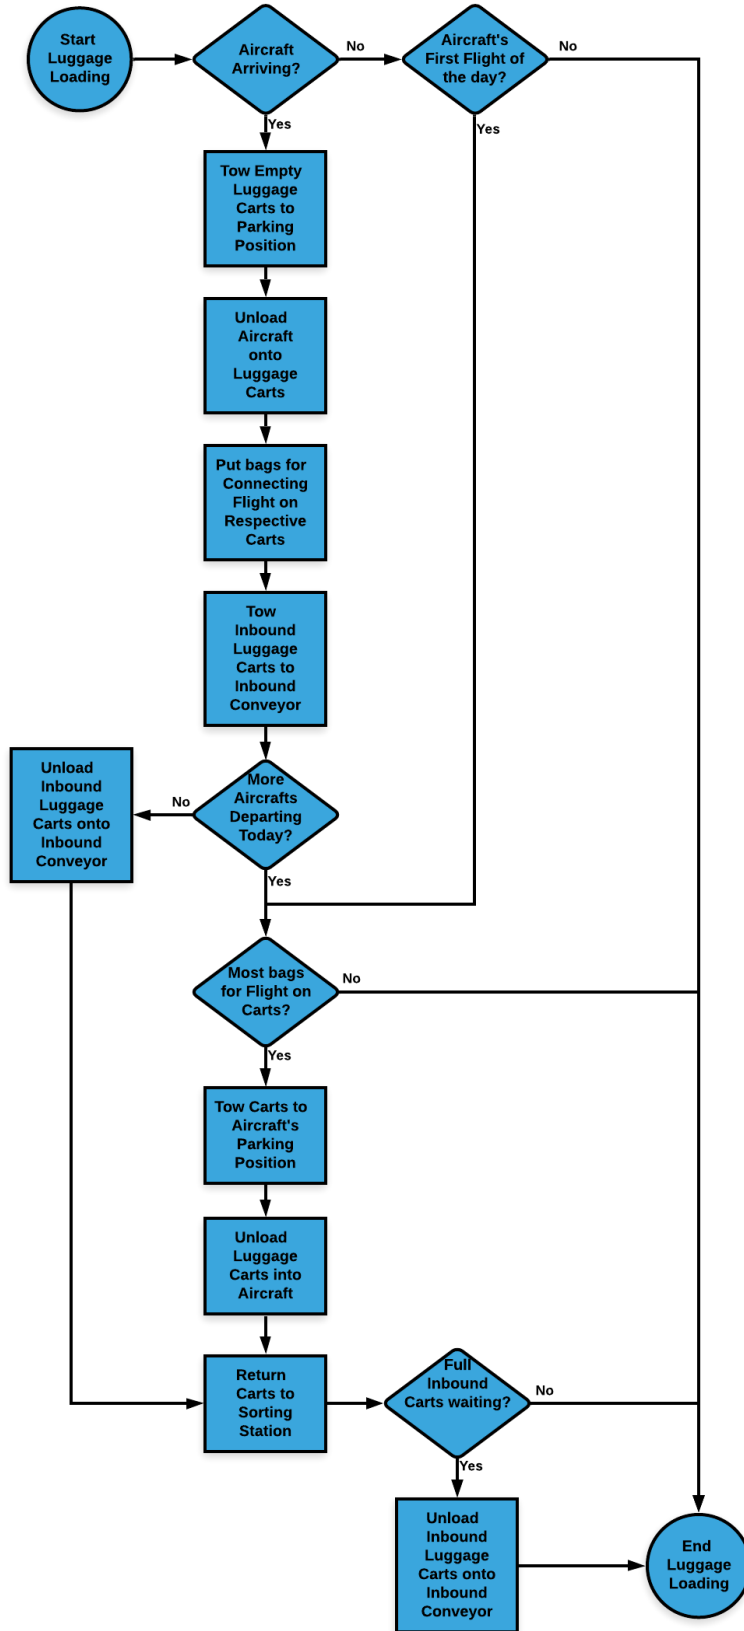 Start
Luggage
Loading
Aircraft
Arriving?
No
Aircraft's
First Flight of
the day?
No
Yes
Yes
Tow Empty
Luggage
Carts to
Parking
Position
Unload
Aircraft
onto
Luggage
Carts
Put bags for
Connecting
Flight on
Respective
Carts
Tow
Inbound
Luggage
Carts to
Inbound
Conveyor
More
Aircrafts
Departing
Today?
No
Unload
Inbound
Luggage
Carts onto
Inbound
Conveyor
Yes
Most bags
for Flight on
Carts?
No
Yes
Tow Carts to
Aircraft's
Parking
Position
Unload
Luggage
Carts into
Aircraft
Return
Carts to
Sorting
Station
Full
Inbound
Carts waiting?
No
Yes
Unload
Inbound
Luggage
Carts onto
Inbound
Conveyor
End
Luggage
Loading